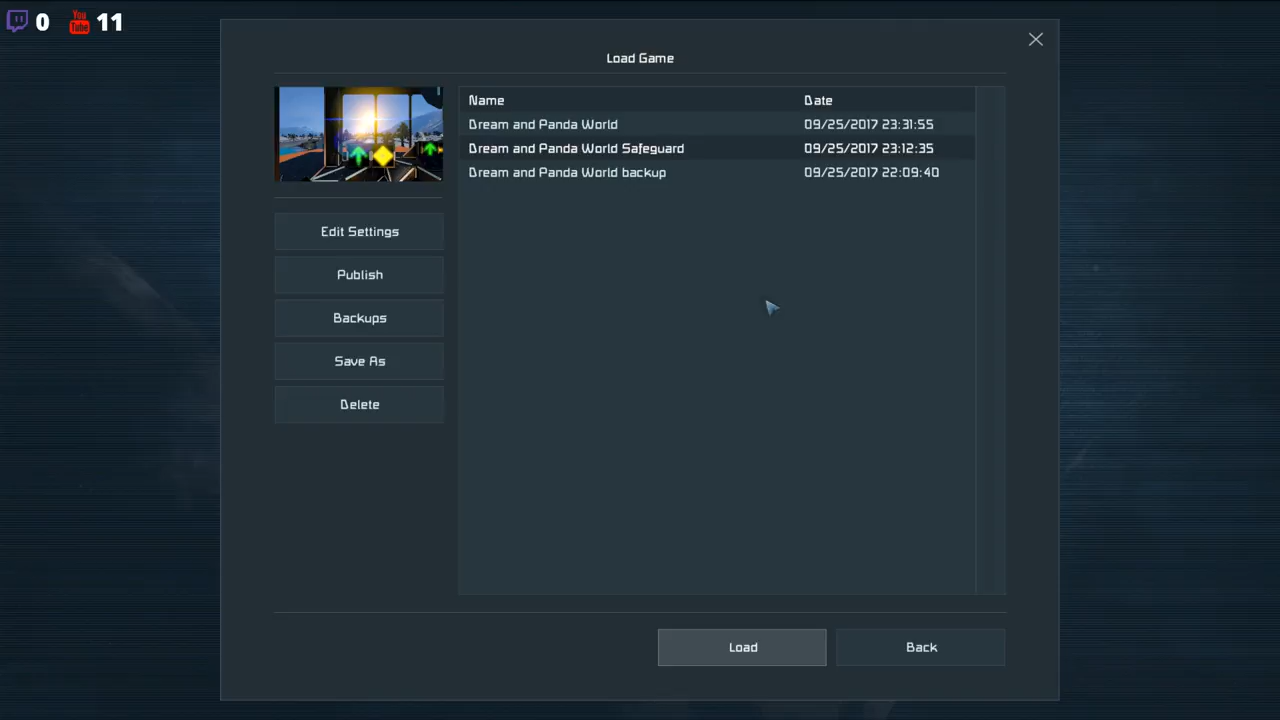 0 You Tube 11
Load Game
Name Date
Dream and Panda World 09/25/2017 23:31:55
Dream and Panda World Safeguard 09/25/2017 23:12:35
Dream and Panda World backup 09/25/2017 22:09:40
Edit Settings
Publish
Backups
Save As
Delete
Load Back